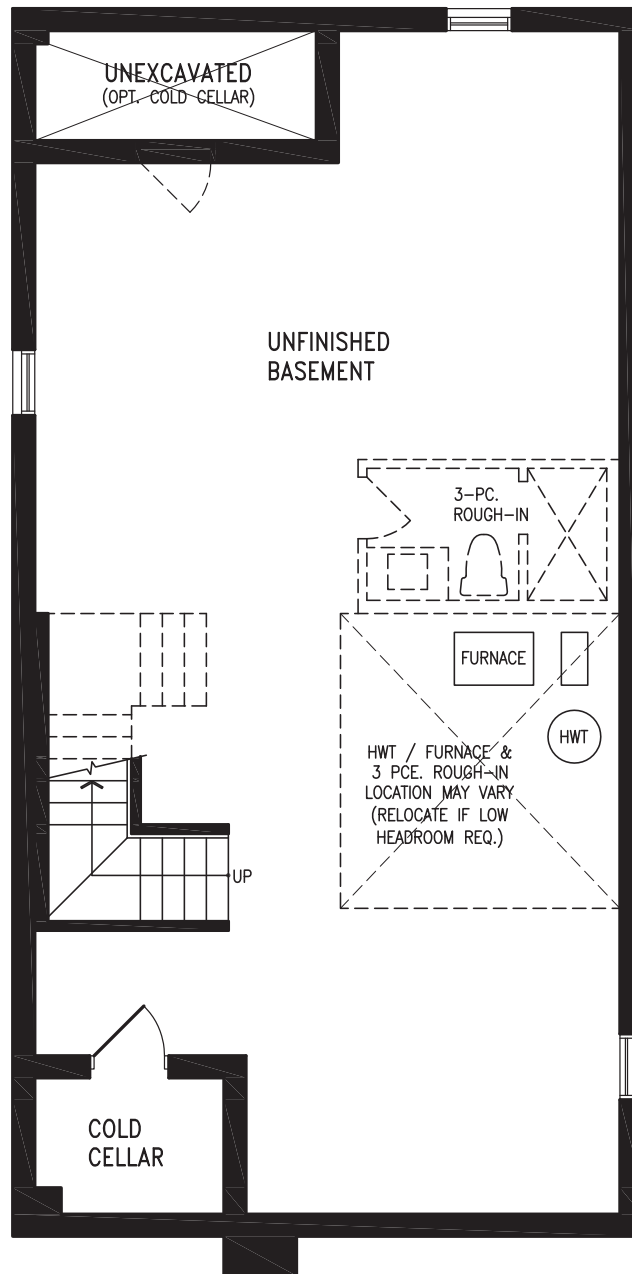 UNEXCAVATED
(OPT. COLD CELLAR)
UNFINISHED
BASEMENT
3-PC.
ROUGH-IN
FURNACE
HWT
HWT / FURNACE &
3 PCE. ROUGH-IN
LOCATION MAY VARY
(RELOCATE IF LOW
HEADROOM REQ.)
UP
COLD
CELLAR